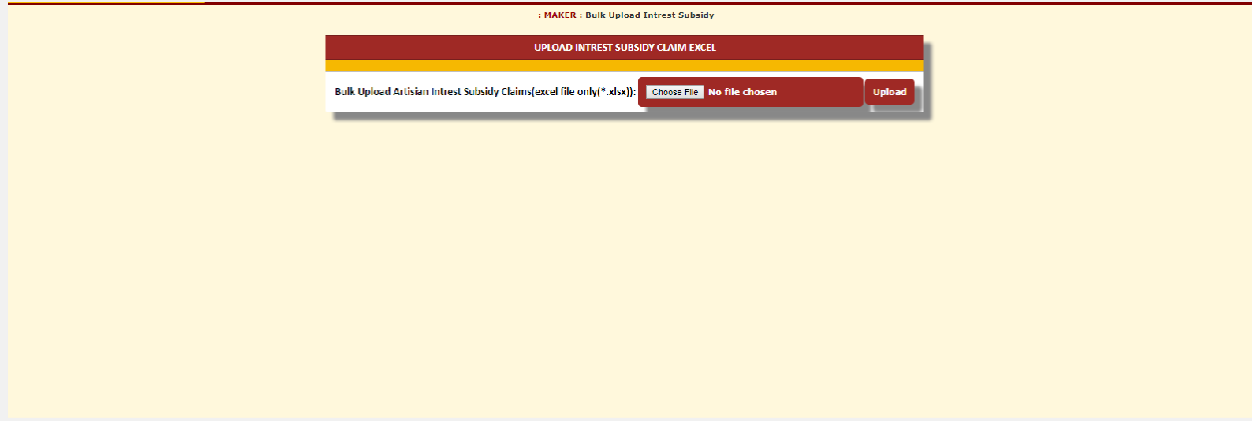 : MAKER : Bulk Upload Intrest Subsidy
UPLOAD INTREST SUBSIDY CLAIM EXCEL
Bulk Upload Artisian Intrest Subsidy Claims(excel file only(*.xlsx)): Choose File No file chosen Upload